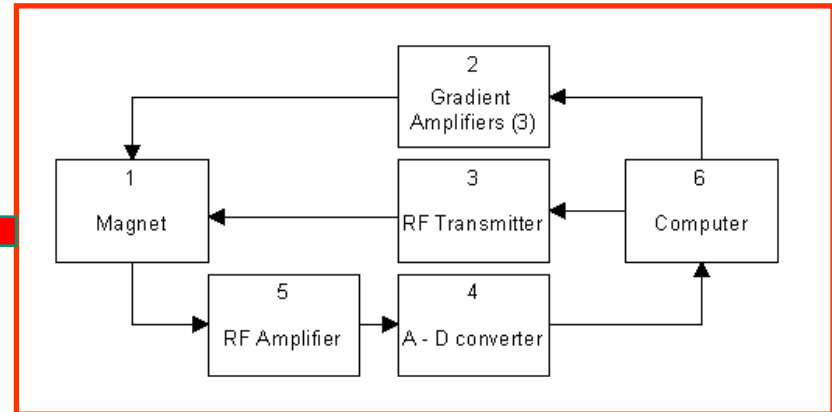 2
Gradient
Amplifiers (3)
1
Magnet
3
RF Transmitter
6
Computer
5
RF Amplifier
4
A - D converter